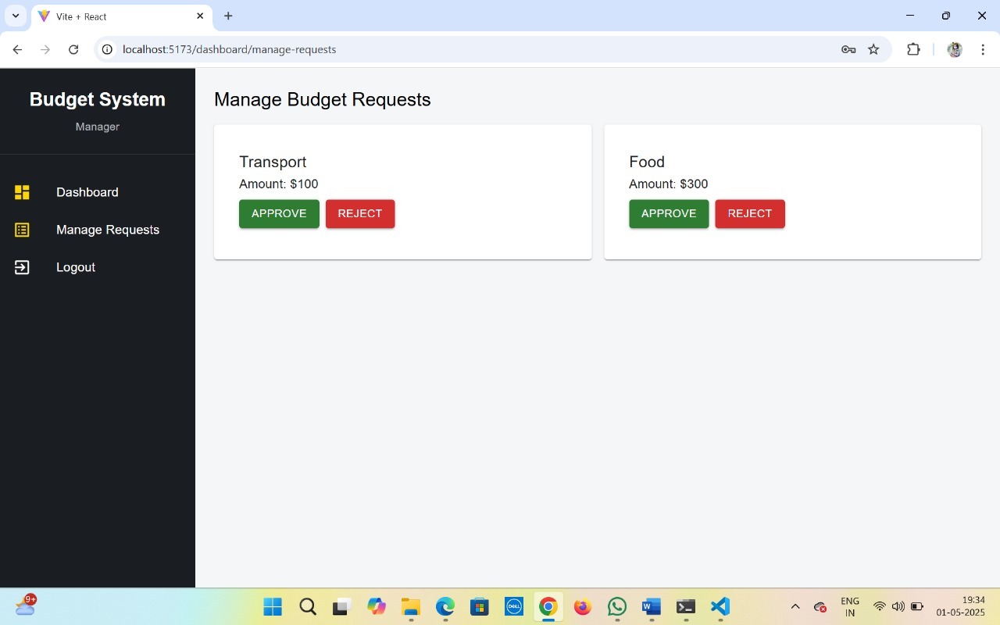 Vite + React
localhost:5173/dashboard/manage-requests
Budget System
Manager
Dashboard
Manage Requests
Logout
Manage Budget Requests
Transport
Amount: $100
APPROVE REJECT
Food
Amount: $300
APPROVE REJECT
9+
DELL
W
ENG
IN
19:34
01-05-2025